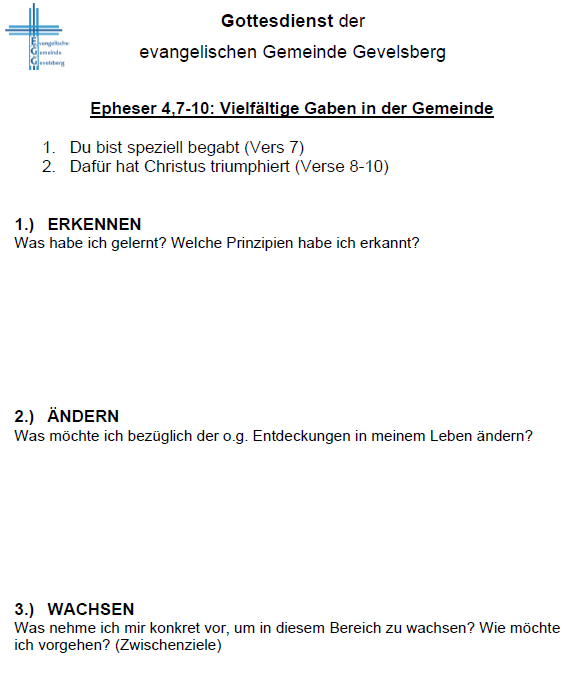 Gottesdienst der
evangelischen Gemeinde Gevelsberg
Evangelische
Gemeinde
Gevelsberg
Epheser 4,7-10: Vielfältige Gaben in der Gemeinde
1. Du bist speziell begabt (Vers 7)
2. Dafür hat Christus triumphiert (Verse 8-10)
1.) ERKENNEN
Was habe ich gelernt? Welche Prinzipien habe ich erkannt?
2.) ÄNDERN
Was möchte ich bezüglich der o.g. Entdeckungen in meinem Leben ändern?
3.) WACHSEN
Was nehme ich mir konkret vor, um in diesem Bereich zu wachsen? Wie möchte
ich vorgehen? (Zwischenziele)